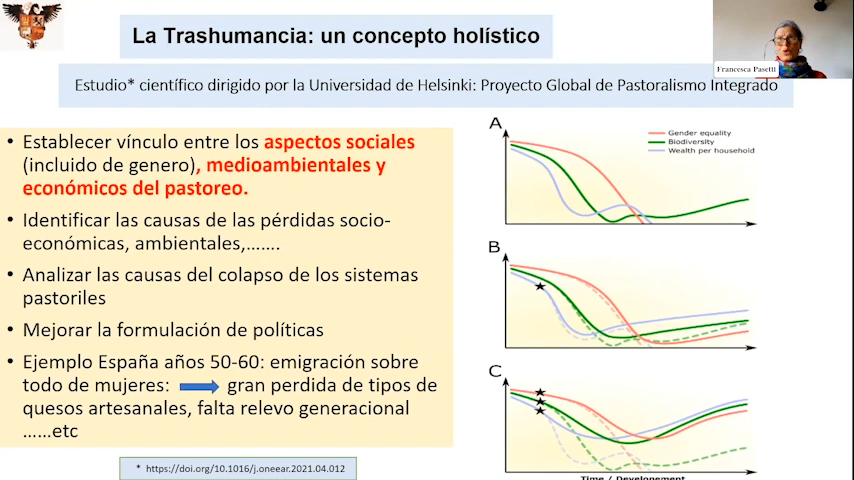 La Trashumancia: un concepto holístico
Francesca Pasetti
Estudio* científico dirigido por la Universidad de Helsinki: Proyecto Global de Pastoralismo Integrado
• Establecer vínculo entre los aspectos sociales
(incluido de genero), medioambientales y
económicos del pastoreo.
• Identificar las causas de las pérdidas socio-
económicas, ambientales,…….
• Analizar las causas del colapso de los sistemas
pastoriles
• Mejorar la formulación de políticas
• Ejemplo España años 50-60: emigración sobre
todo de mujeres: gran perdida de tipos de
quesos artesanales, falta relevo generacional
……etc
* https://doi.org/10.1016/j.oneear.2021.04.012
A
Gender equality
Biodiversity
Wealth per household
B
C
Time / Development